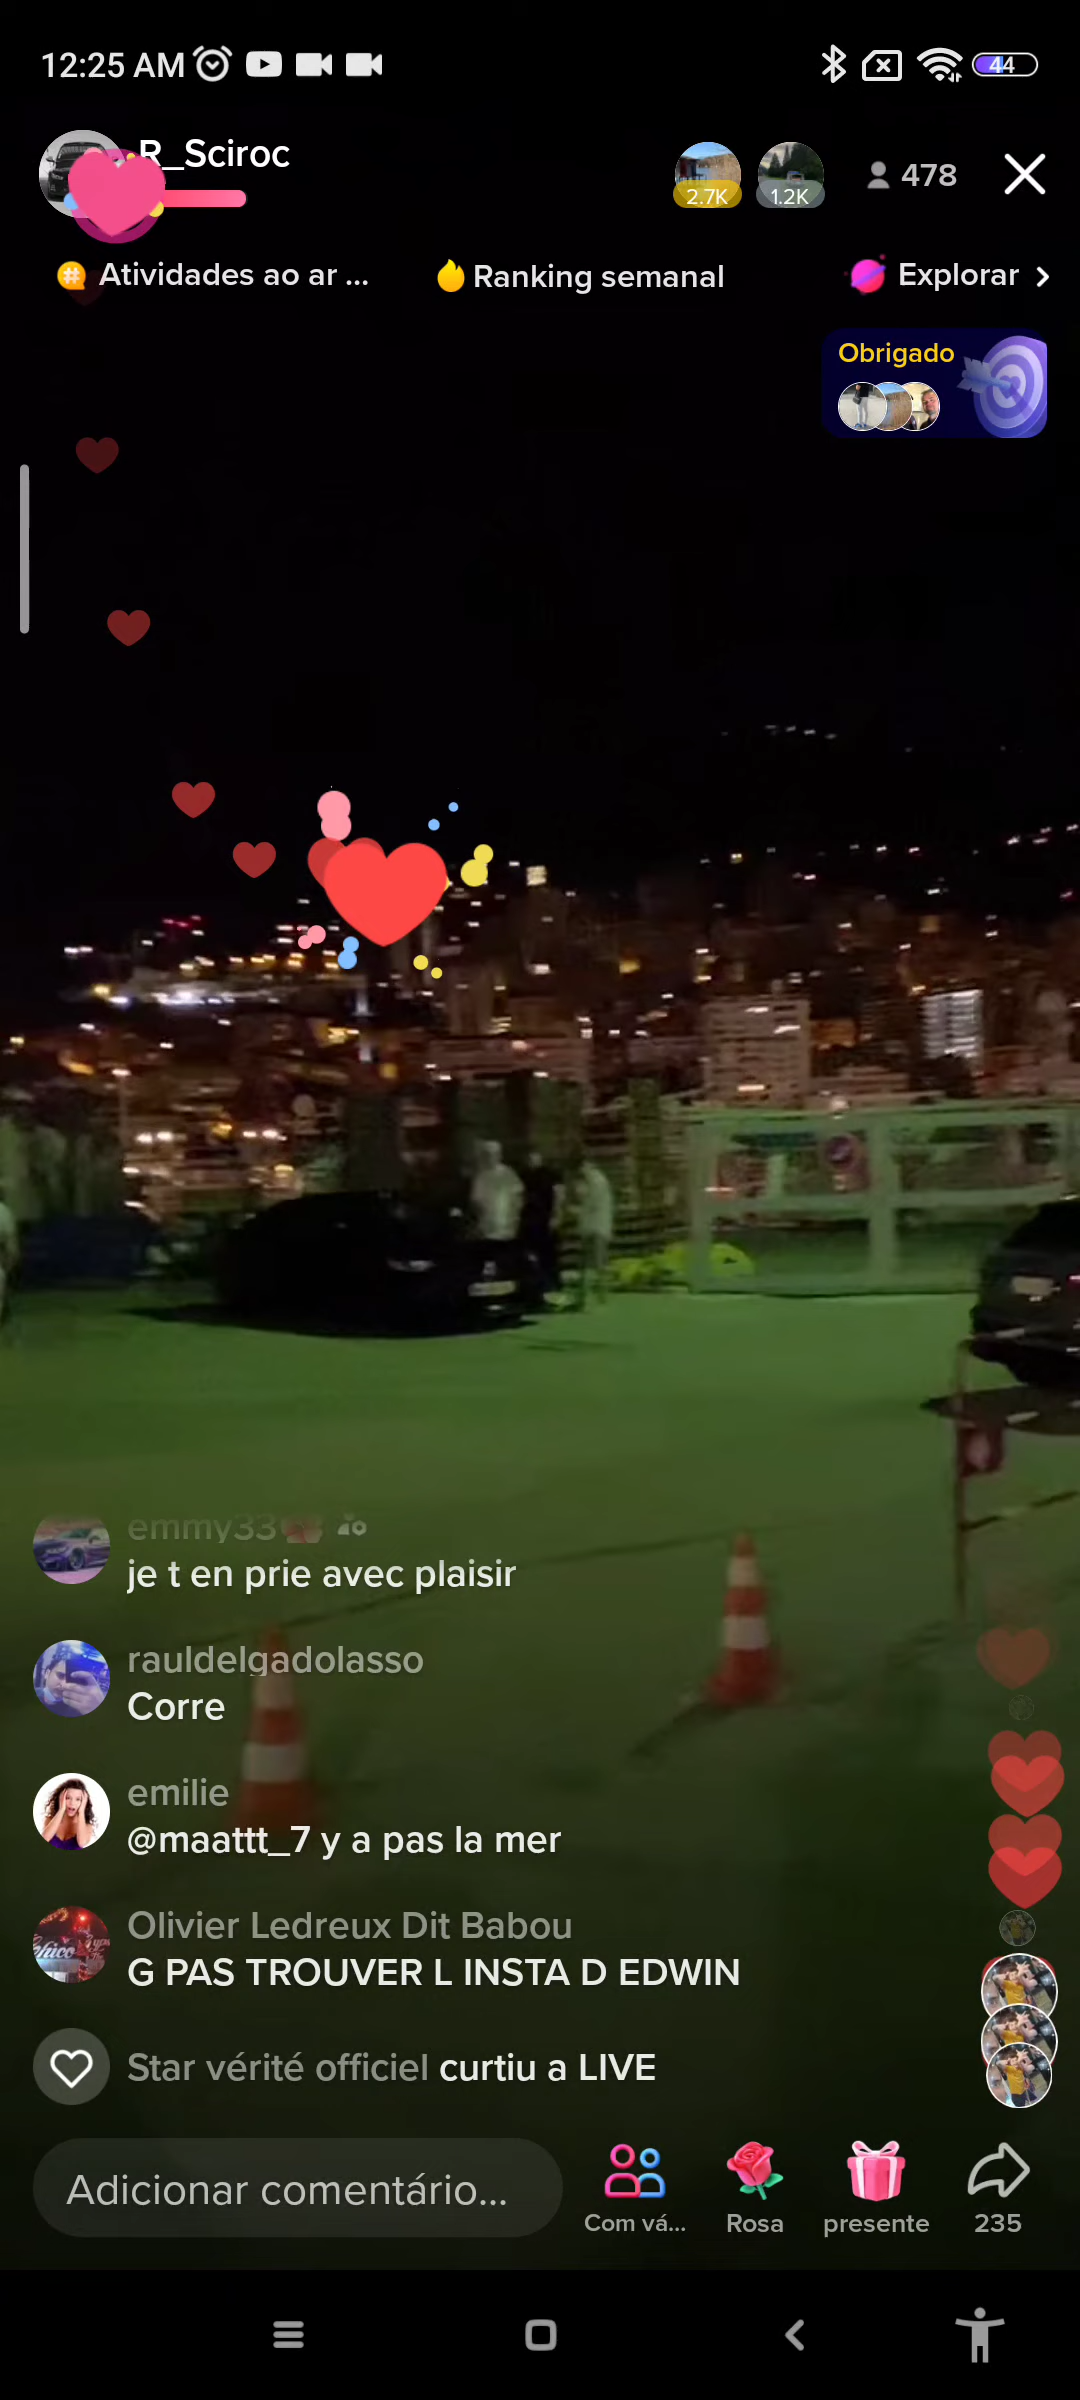 12:25 AM
44
R_Sciroc
2.7K
1.2K
478
Atividades ao ar ...
Ranking semanal
Explorar
Obrigado
emmy33
je t en prie avec plaisir
rauldelgadolasso
Corre
emilie
@maattt_7 y a pas la mer
Olivier Ledreux Dit Babou
G PAS TROUVER L INSTA D EDWIN
Star vérité officiel curtiu a LIVE
Adicionar comentário...
Com vá...
Rosa
presente
235